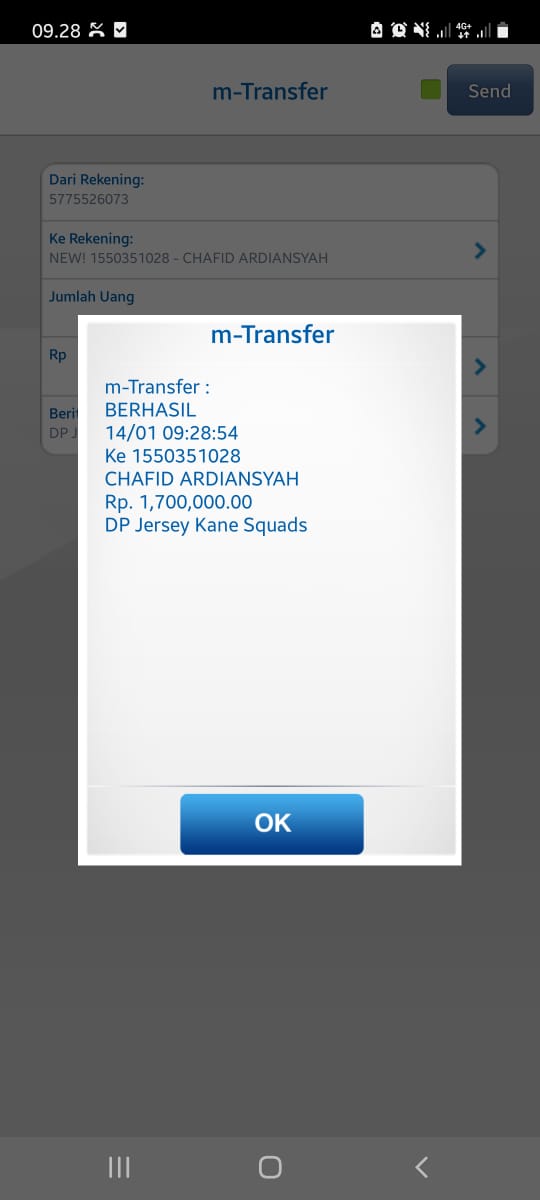 09.28
4G+
m-Transfer
Send
Dari Rekening:
5775526073
Ke Rekening:
NEW! 1550351028 - CHAFID ARDIANSYAH
Jumlah Uang
Rp
m-Transfer
m-Transfer :
BERHASIL
14/01 09:28:54
Ke 1550351028
CHAFID ARDIANSYAH
Rp. 1,700,000.00
DP Jersey Kane Squads
Beri
DP J
OK